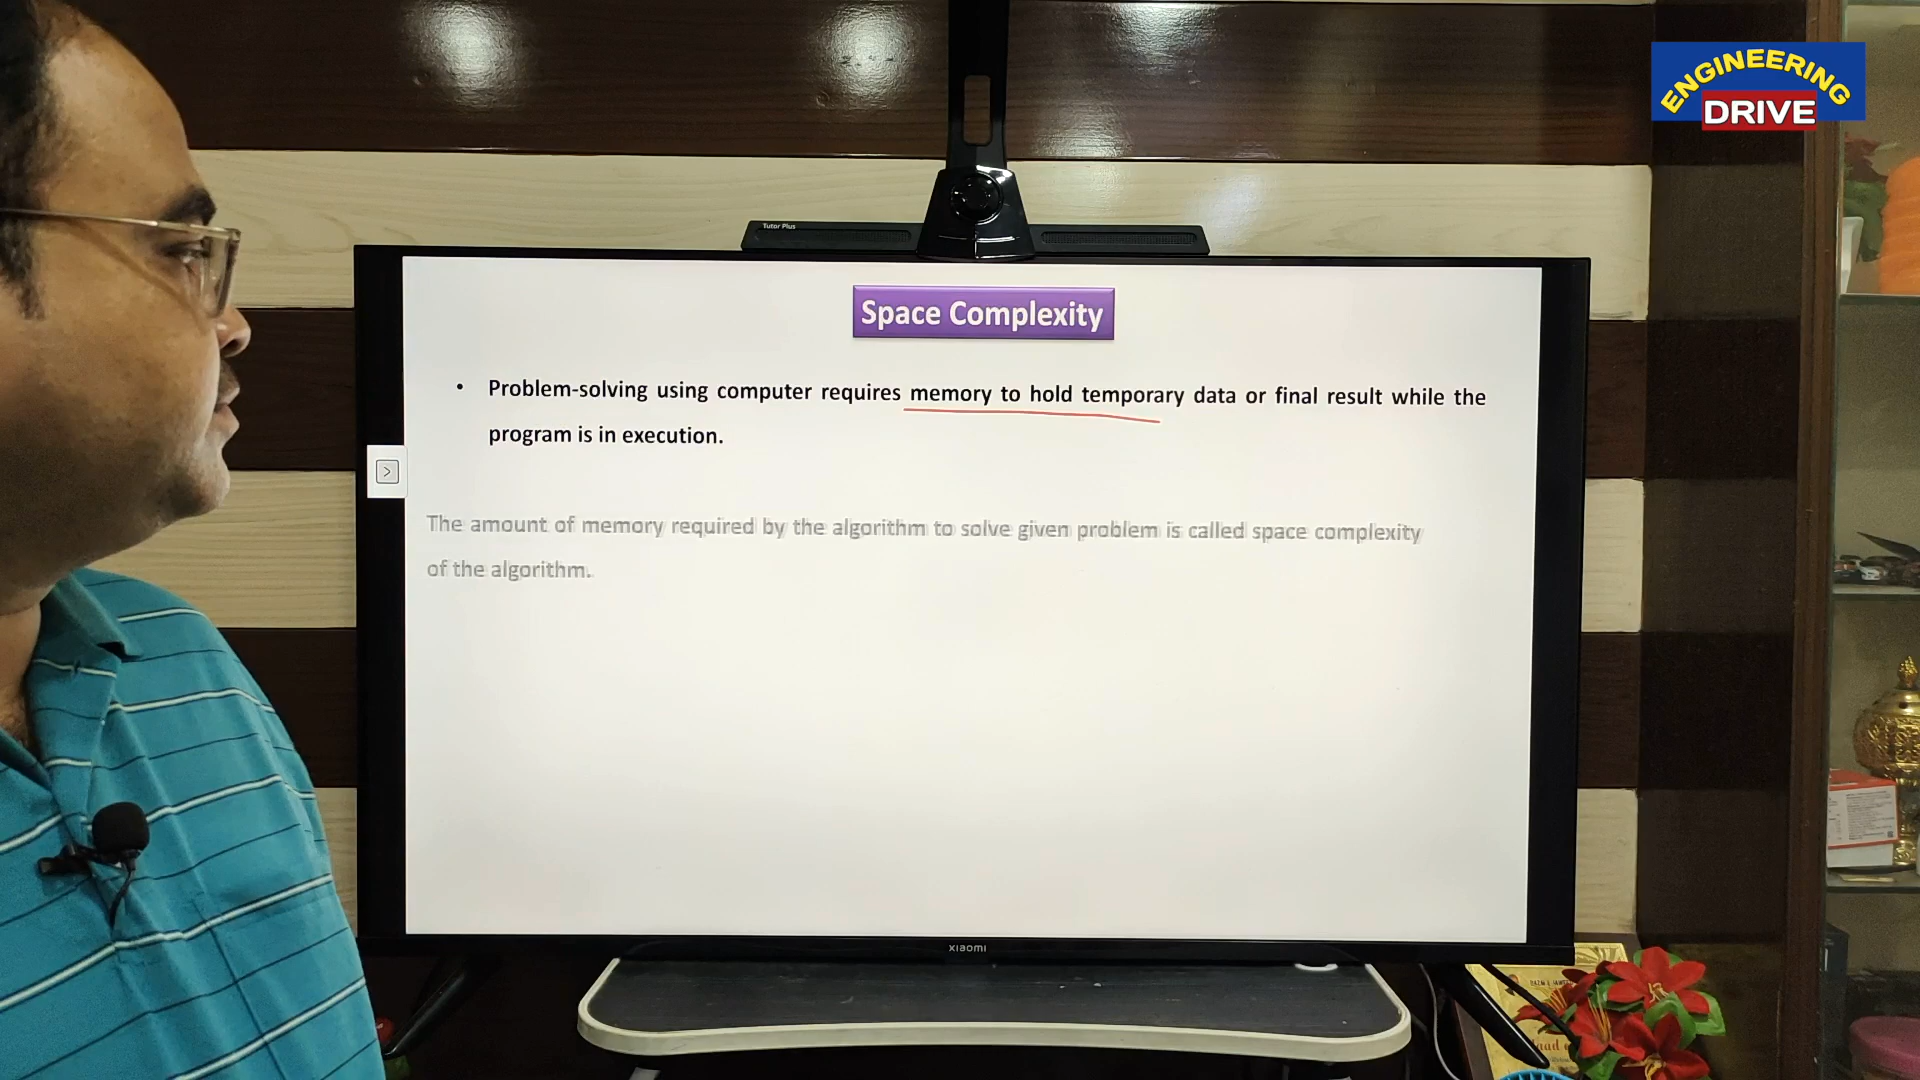 ENGINEERING
DRIVE
Tutor Plus
Space Complexity
• Problem-solving using computer requires memory to hold temporary data or final result while the
program is in execution.
The amount of memory required by the algorithm to solve given problem is called space complexity
of the algorithm.
xiaomi